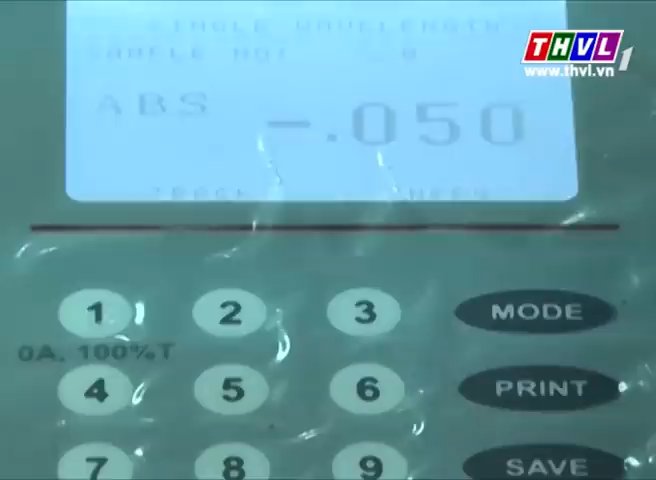 SINGLE WAVELENGTH
SAMPLE NO: 0
THVL1
www.thvl.vn
ABS -.050
1 2 3 MODE
0A, 100%T
4 5 6 PRINT
7 8 9 SAVE